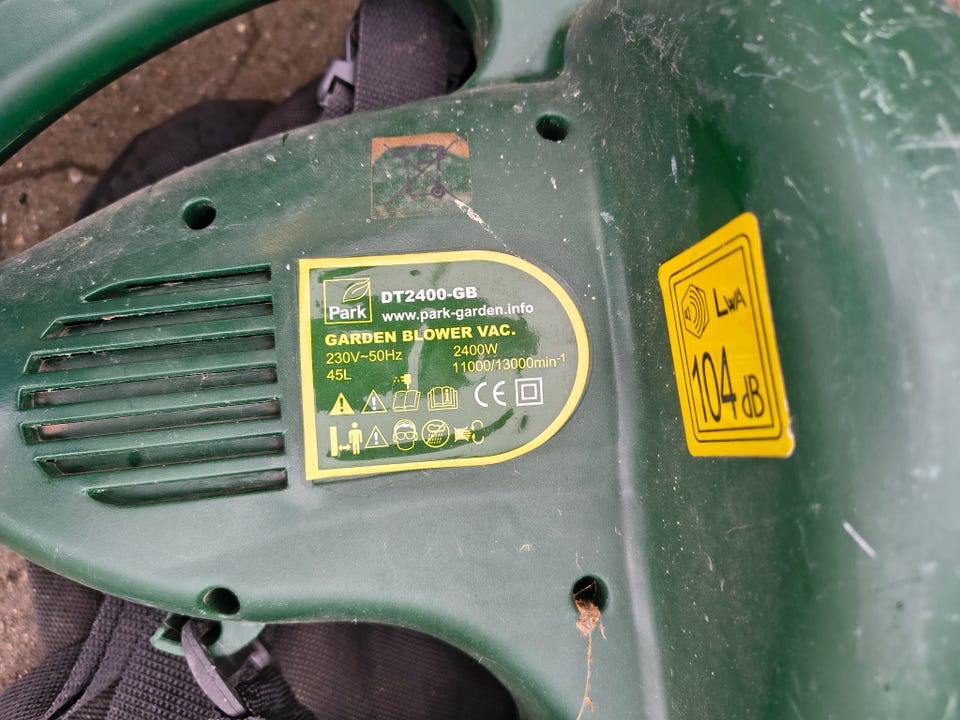 Park
DT2400-GB
www.park-garden.info
GARDEN BLOWER VAC.
230V~50Hz 2400W
45L 11000/13000min-1
CE
LWA
104 dB